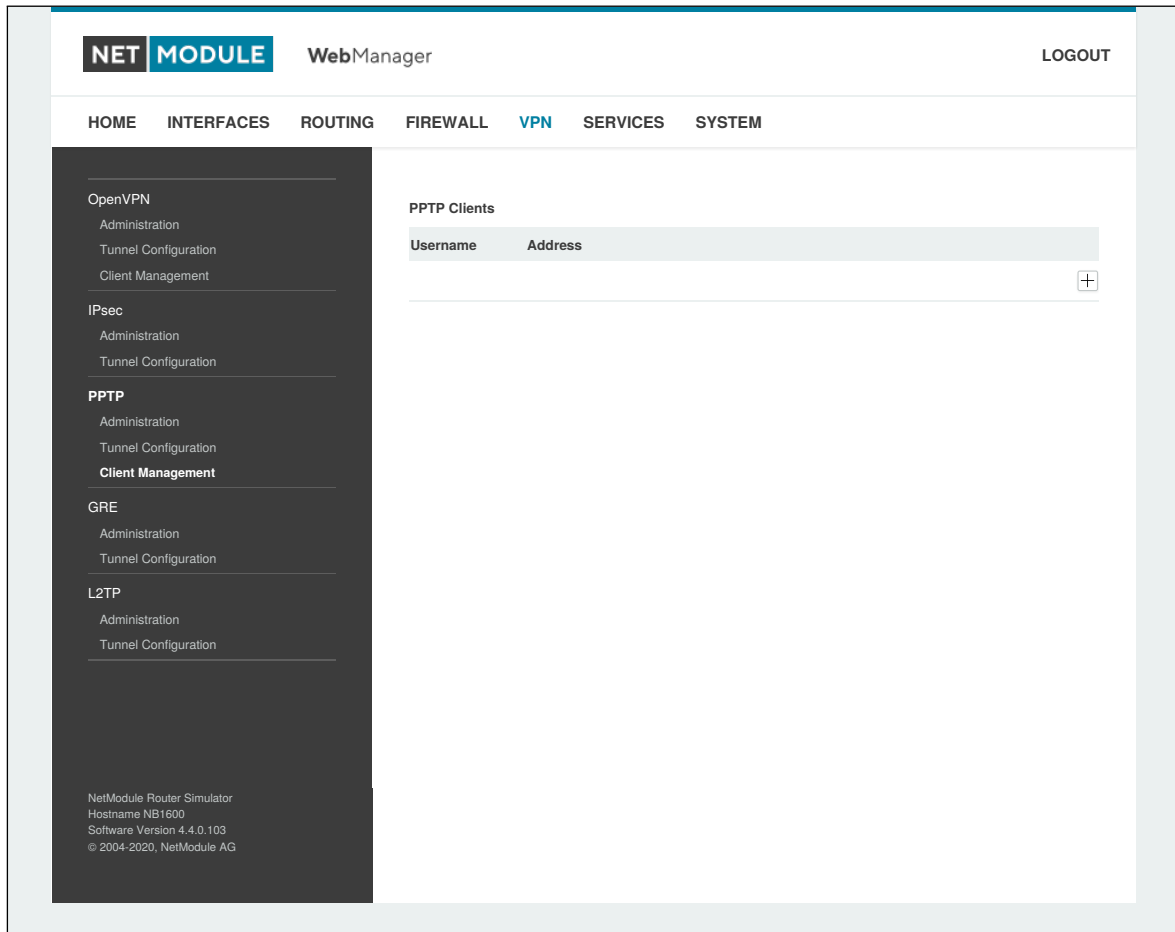 NET MODULE WebManager LOGOUT
HOME INTERFACES ROUTING FIREWALL VPN SERVICES SYSTEM
OpenVPN
Administration
Tunnel Configuration
Client Management
IPsec
Administration
Tunnel Configuration
PPTP
Administration
Tunnel Configuration
Client Management
GRE
Administration
Tunnel Configuration
L2TP
Administration
Tunnel Configuration
NetModule Router Simulator
Hostname NB1600
Software Version 4.4.0.103
© 2004-2020, NetModule AG
PPTP Clients
Username Address